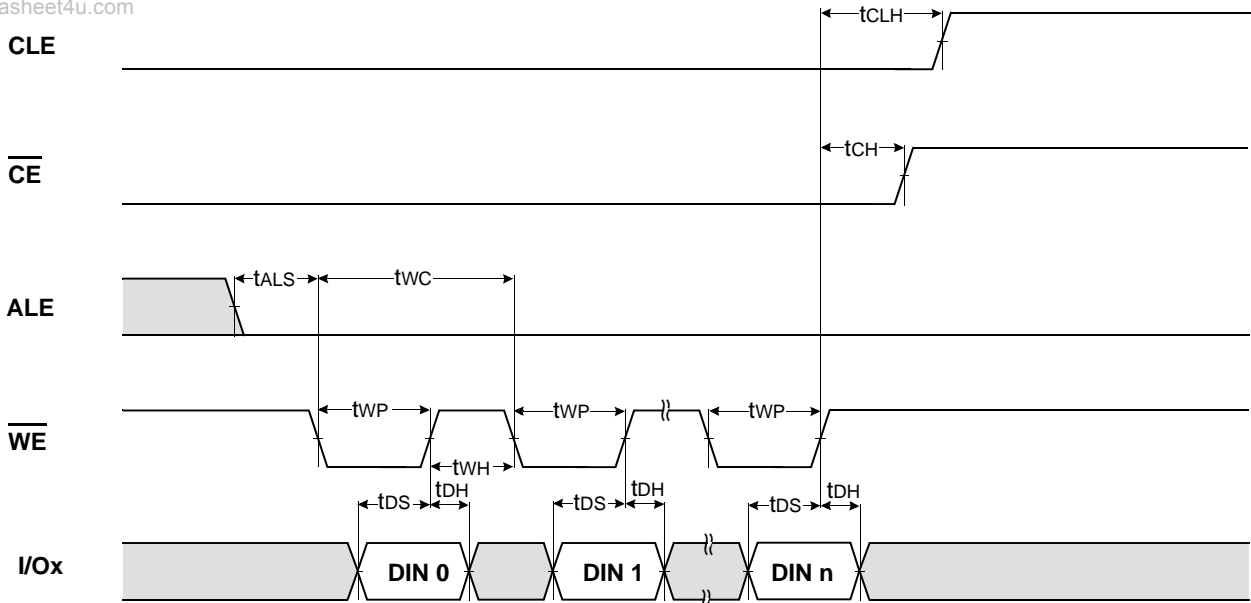 asheet4u.com
tCLH
CLE
tCH
CE
tALS
tWC
ALE
tWP
tWP
tWP
WE
tWH
tDS
tDH
tDS
tDH
tDS
tDH
I/Ox
DIN 0
DIN 1
DIN n